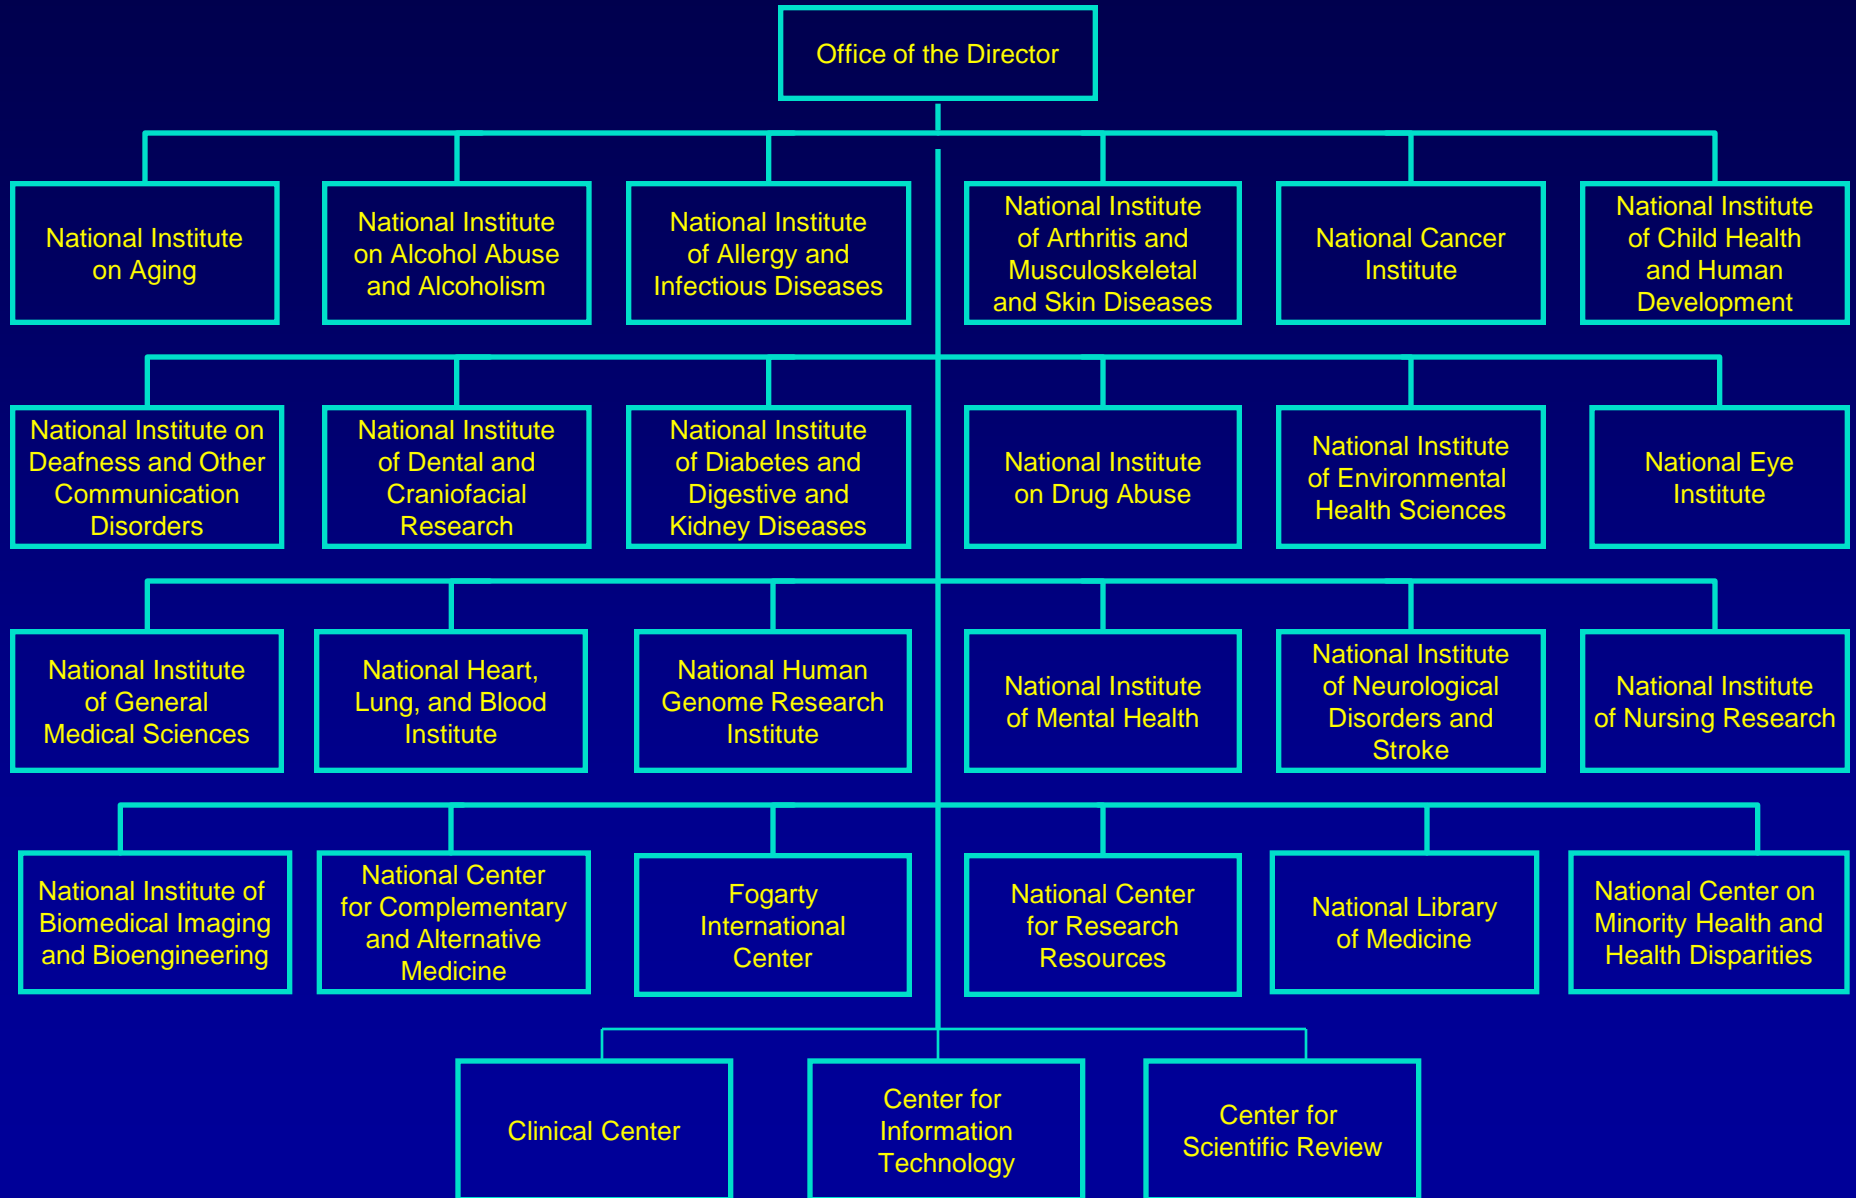 Office of the Director
National Institute
on Aging
National Institute
on Alcohol Abuse
and Alcoholism
National Institute
of Allergy and
Infectious Diseases
National Institute
of Arthritis and
Musculoskeletal
and Skin Diseases
National Cancer
Institute
National Institute
of Child Health
and Human
Development
National Institute on
Deafness and Other
Communication
Disorders
National Institute
of Dental and
Craniofacial
Research
National Institute
of Diabetes and
Digestive and
Kidney Diseases
National Institute
on Drug Abuse
National Institute
of Environmental
Health Sciences
National Eye
Institute
National Institute
of General
Medical Sciences
National Heart,
Lung, and Blood
Institute
National Human
Genome Research
Institute
National Institute
of Mental Health
National Institute
of Neurological
Disorders and
Stroke
National Institute
of Nursing Research
National Institute of
Biomedical Imaging
and Bioengineering
National Center
for Complementary
and Alternative
Medicine
Fogarty
International
Center
National Center
for Research
Resources
National Library
of Medicine
National Center on
Minority Health and
Health Disparities
Clinical Center
Center for
Information
Technology
Center for
Scientific Review